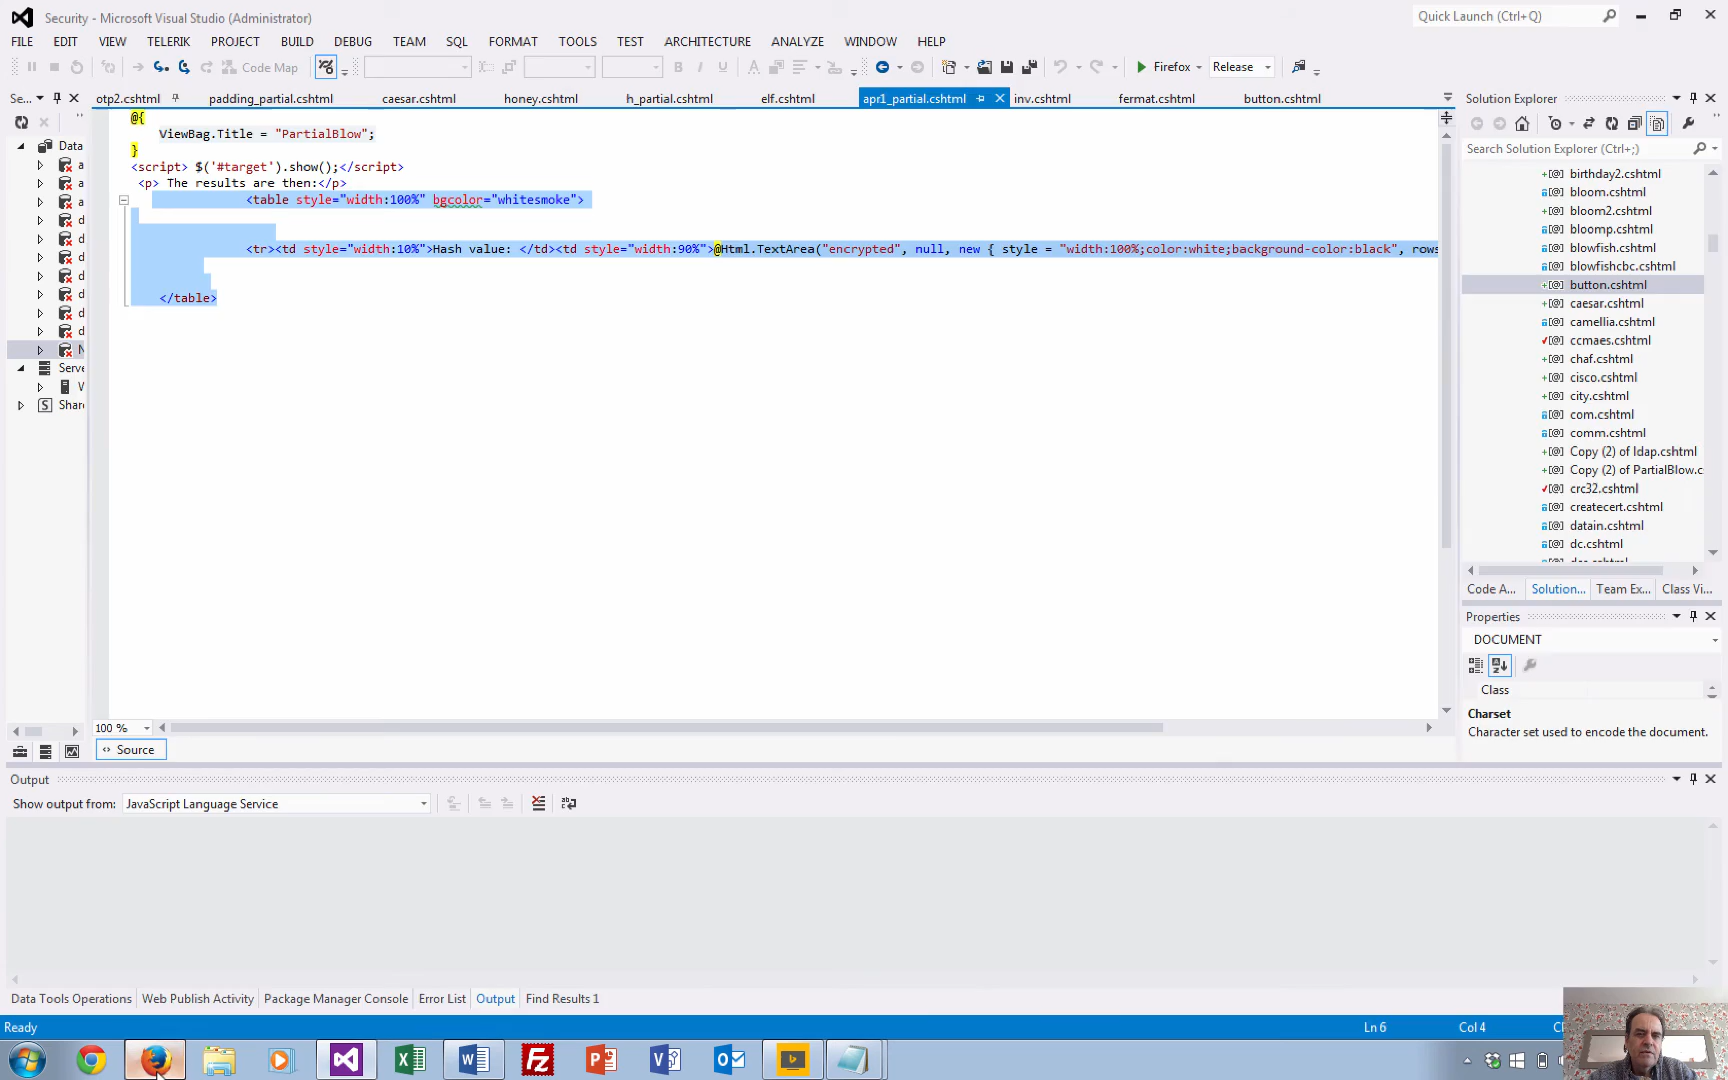 Security - Microsoft Visual Studio (Administrator)
Quick Launch (Ctrl+Q)
FILE EDIT VIEW TELERIK PROJECT BUILD DEBUG TEAM SQL FORMAT TOOLS TEST ARCHITECTURE ANALYZE WINDOW HELP
Code Map
Firefox
Release
Se...
otp2.cshtml padding_partial.cshtml caesar.cshtml honey.cshtml h_partial.cshtml elf.cshtml apr1_partial.cshtml inv.cshtml fermat.cshtml button.cshtml
Data
a
a
a
d
d
d
d
d
d
d
Serve
Share
@{
ViewBag.Title = "PartialBlow";
}
<script> $('#target').show();</script>
<p> The results are then:</p>
<table style="width:100%" bgcolor="whitesmoke">
<tr><td style="width:10%">Hash value: </td><td style="width:90%">@Html.TextArea("encrypted", null, new { style = "width:100%;color:white;background-color:black", rows
</table>
100 %
Source
Solution Explorer
Search Solution Explorer (Ctrl+;)
birthday2.cshtml
bloom.cshtml
bloom2.cshtml
bloomp.cshtml
blowfish.cshtml
blowfishcbc.cshtml
button.cshtml
caesar.cshtml
camellia.cshtml
ccmaes.cshtml
chaf.cshtml
cisco.cshtml
city.cshtml
com.cshtml
comm.cshtml
Copy (2) of ldap.cshtml
Copy (2) of PartialBlow.c
crc32.cshtml
createcert.cshtml
datain.cshtml
dc.cshtml
Code A... Solution... Team Ex... Class Vi...
Properties
DOCUMENT
Class
Charset
Character set used to encode the document.
Output
Show output from: JavaScript Language Service
Data Tools Operations Web Publish Activity Package Manager Console Error List Output Find Results 1
Ready
Ln 6
Col 4